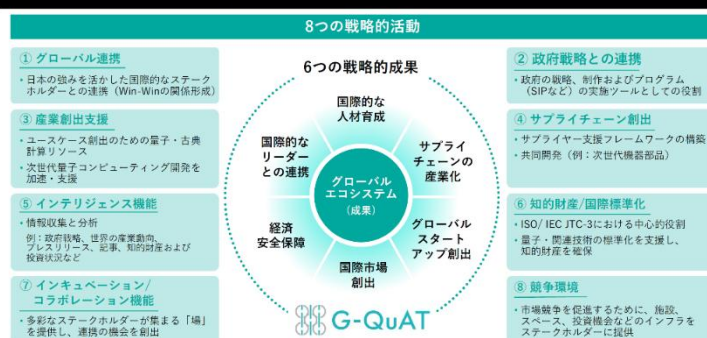 8つの戦略的活動
① グローバル連携
・日本の強みを活かした国際的なステーク
ホルダーとの連携 (Win-Winの関係形成)
③ 産業創出支援
・ユースケース創出のための量子・古典
計算リソース
・次世代量子コンピューティング開発を
加速・支援
⑤ インテリジェンス機能
・情報収集と分析
例：政府戦略、世界の産業動向、
プレスリリース、記事、知的財産および
投資状況など
⑦ インキュベーション/
コラボレーション機能
・多彩なステークホルダーが集まる「場」
を提供し、連携の機会を創出
6つの戦略的成果
国際的な
人材育成
サプライ
チェーンの
産業化
グローバル
スタート
アップ創出
国際市場
創出
経済
安全保障
国際的な
リーダー
との連携
グローバル
エコシステム
(成果)
G-QuAT
② 政府戦略との連携
・政府の戦略、制作およびプログラム
(SIPなど) の実施ツールとしての役割
④ サプライチェーン創出
・サプライヤー支援フレームワークの構築
・共同開発 (例：次世代機器部品)
⑥ 知的財産/国際標準化
・ISO/ IEC JTC-3における中心的役割
・量子・関連技術の標準化を支援し、
知的財産を確保
⑧ 競争環境
・市場競争を促進するために、施設、
スペース、投資機会などのインフラを
ステークホルダーに提供